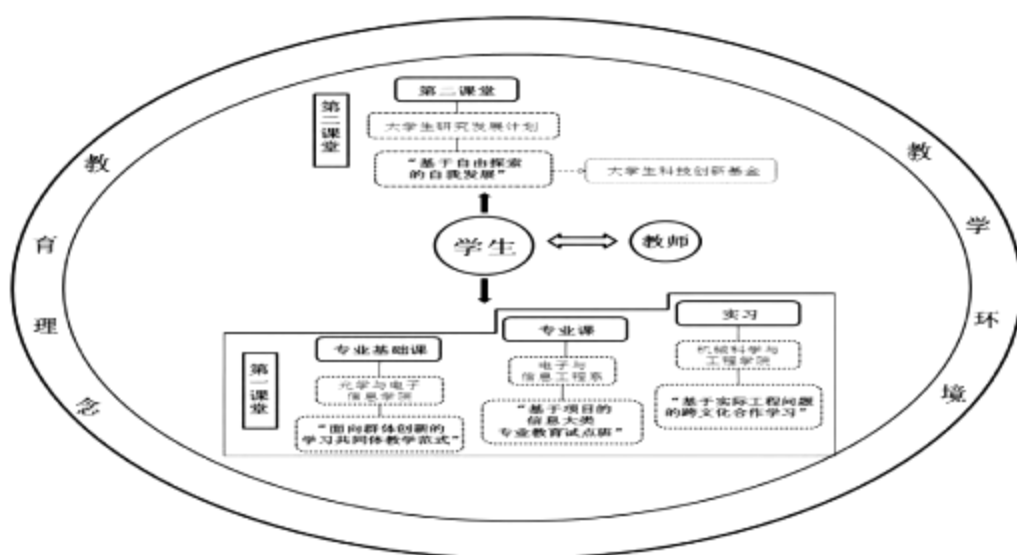 第二课堂
第二课堂
大学生研究发展计划
“基于自由探索
的自我发展”
大学生科技创新基金
学生
教师
第一课堂
专业基础课
光学与电子
信息学院
“面向群体创新的
学习共同体教学范式”
专业课
电子与
信息工程系
“基于项目的
信息大类
专业教育试点班”
实习
机械科学与
工程学院
“基于实际工程问题
的跨文化合作学习”
教育理念
教学环境